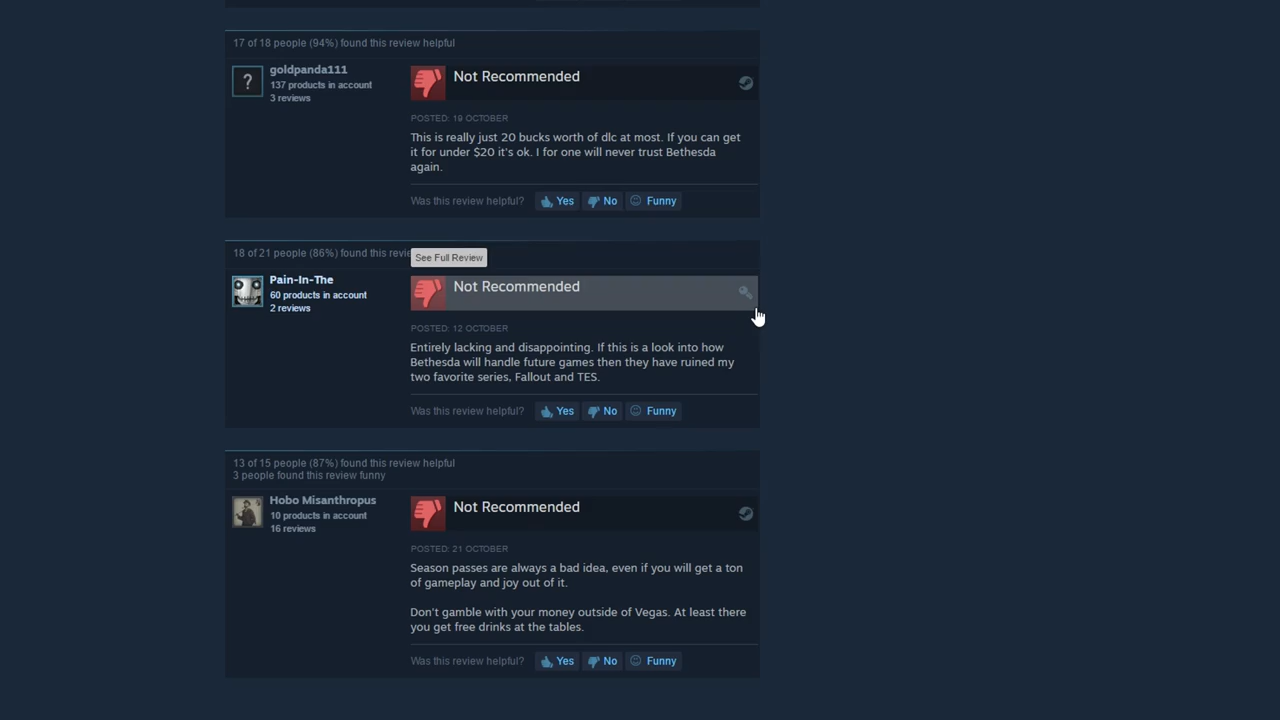 17 of 18 people (94%) found this review helpful
goldpanda111
137 products in account
3 reviews
?
Not Recommended
POSTED: 19 OCTOBER
This is really just 20 bucks worth of dlc at most. If you can get
it for under $20 it's ok. I for one will never trust Bethesda
again.
Was this review helpful? Yes No Funny
18 of 21 people (86%) found this revie
See Full Review
Pain-In-The
60 products in account
2 reviews
Not Recommended
POSTED: 12 OCTOBER
Entirely lacking and disappointing. If this is a look into how
Bethesda will handle future games then they have ruined my
two favorite series, Fallout and TES.
Was this review helpful? Yes No Funny
13 of 15 people (87%) found this review helpful
3 people found this review funny
Hobo Misanthropus
10 products in account
16 reviews
Not Recommended
POSTED: 21 OCTOBER
Season passes are always a bad idea, even if you will get a ton
of gameplay and joy out of it.
Don't gamble with your money outside of Vegas. At least there
you get free drinks at the tables.
Was this review helpful? Yes No Funny